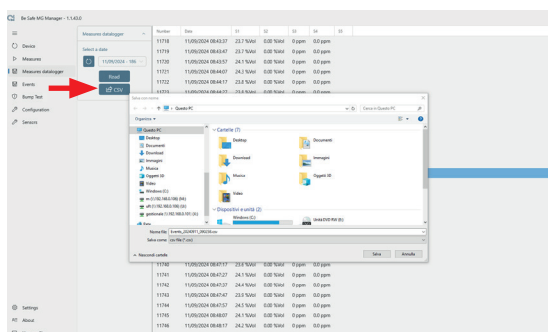 Be Safe MG Manager - 1.1.43.0
Device
Measures
Measures datalogger
Events
Bump Test
Configuration
Sensors
Settings
About
Measures datalogger
Select a date
11/09/2024 - 106
Read
CSV
Number Date S1 S2 S3 S4 S5
11718 11/09/2024 08:43:37 23.7 %Vol 0.00 %Vol 0 ppm 0.0 ppm
11719 11/09/2024 08:43:47 23.7 %Vol 0.00 %Vol 0 ppm 0.0 ppm
11720 11/09/2024 08:43:57 24.1 %Vol 0.00 %Vol 0 ppm 0.0 ppm
11721 11/09/2024 08:44:07 24.1 %Vol 0.00 %Vol 0 ppm 0.0 ppm
11722 11/09/2024 08:44:17 23.8 %Vol 0.00 %Vol 0 ppm 0.0 ppm
Salva con nome
Questo PC
Cerca in Questo PC
Organizza
Questo PC
Desktop
Documenti
Download
Immagini
Musica
Oggetti 3D
Video
Windows (C:)
Cartelle (7)
Desktop
Documenti
Download
Immagini
Musica
Oggetti 3D
Video
Dispositivi e unità (2)
Windows (C:)
Unità DVD RW (E:)
Nome file: Events_20240911_090238.csv
Salva come: csv file (*.csv)
Nascondi cartelle
Salva
Annulla
11740 11/09/2024 08:47:17 23.6 %Vol 0.00 %Vol 0 ppm 0.0 ppm
11741 11/09/2024 08:47:27 24.1 %Vol 0.00 %Vol 0 ppm 0.0 ppm
11742 11/09/2024 08:47:37 24.4 %Vol 0.00 %Vol 0 ppm 0.0 ppm
11743 11/09/2024 08:47:47 23.8 %Vol 0.00 %Vol 0 ppm 0.0 ppm
11744 11/09/2024 08:47:57 24.5 %Vol 0.00 %Vol 0 ppm 0.0 ppm
11745 11/09/2024 08:48:07 24.1 %Vol 0.00 %Vol 0 ppm 0.0 ppm
11746 11/09/2024 08:48:17 24.2 %Vol 0.00 %Vol 0 ppm 0.0 ppm